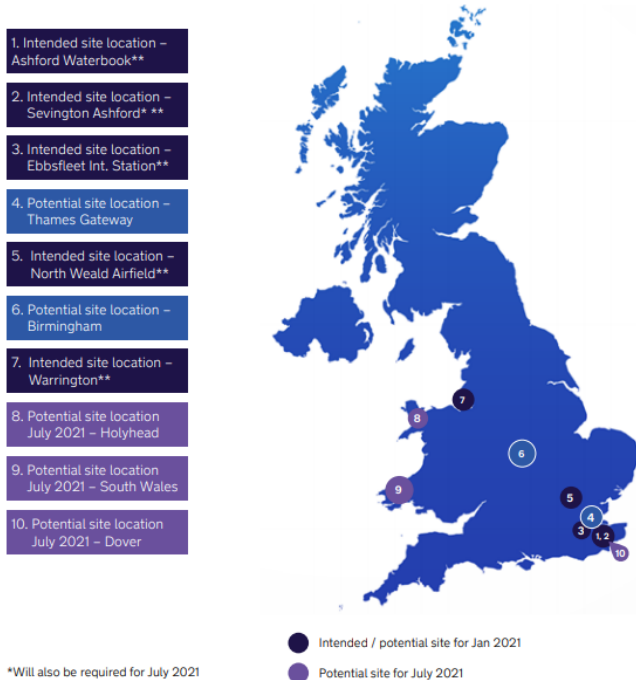 1. Intended site location –
Ashford Waterbook**
2. Intended site location –
Sevington Ashford* **
3. Intended site location –
Ebbsfleet Int. Station**
4. Potential site location –
Thames Gateway
5. Intended site location –
North Weald Airfield**
6. Potential site location –
Birmingham
7. Intended site location –
Warrington**
8. Potential site location
July 2021 – Holyhead
9. Potential site location
July 2021 – South Wales
10. Potential site location
July 2021 – Dover
7
8
6
9
5
4
3
1, 2
10
Intended / potential site for Jan 2021
*Will also be required for July 2021
Potential site for July 2021